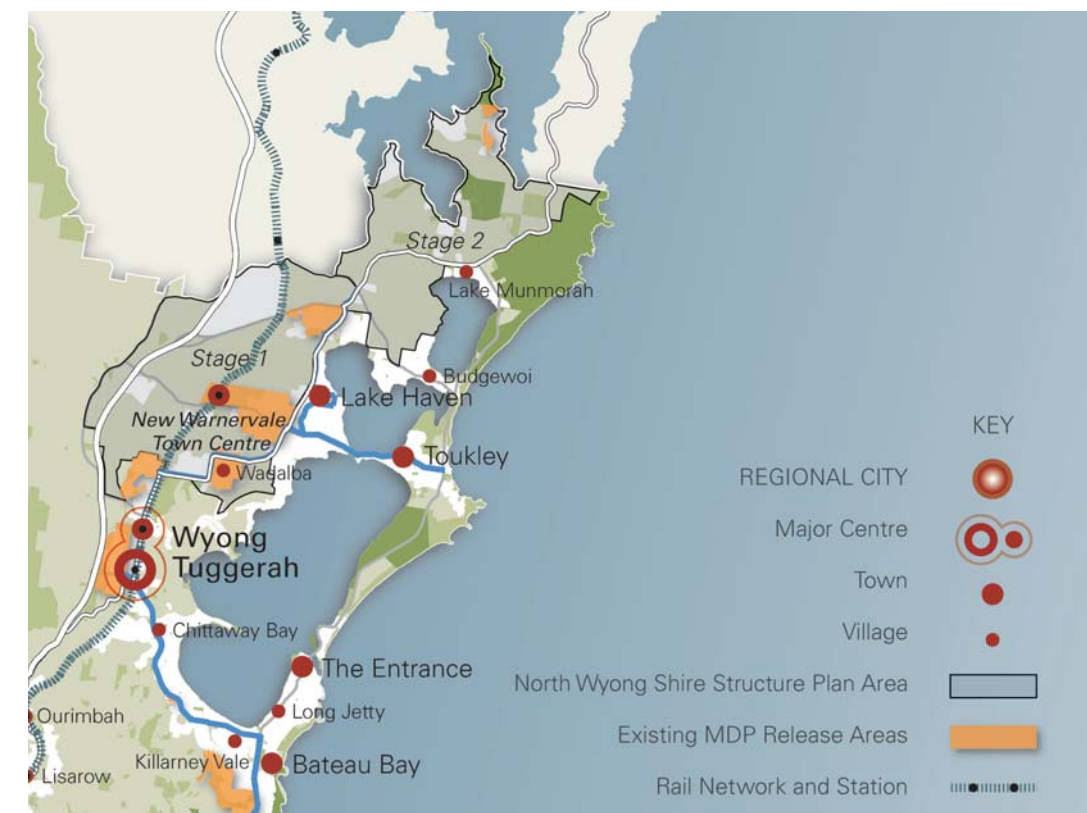 Stage 2
Lake Munmorah
Stage 1
Budgewoi
Lake Haven
New Warnervale
Town Centre
Toukley
Wadalba
Wyong
Tuggerah
Chittaway Bay
The Entrance
Long Jetty
Ourimbah
Killarney Vale
Bateau Bay
Lisarow
KEY
REGIONAL CITY
Major Centre
Town
Village
North Wyong Shire Structure Plan Area
Existing MDP Release Areas
Rail Network and Station